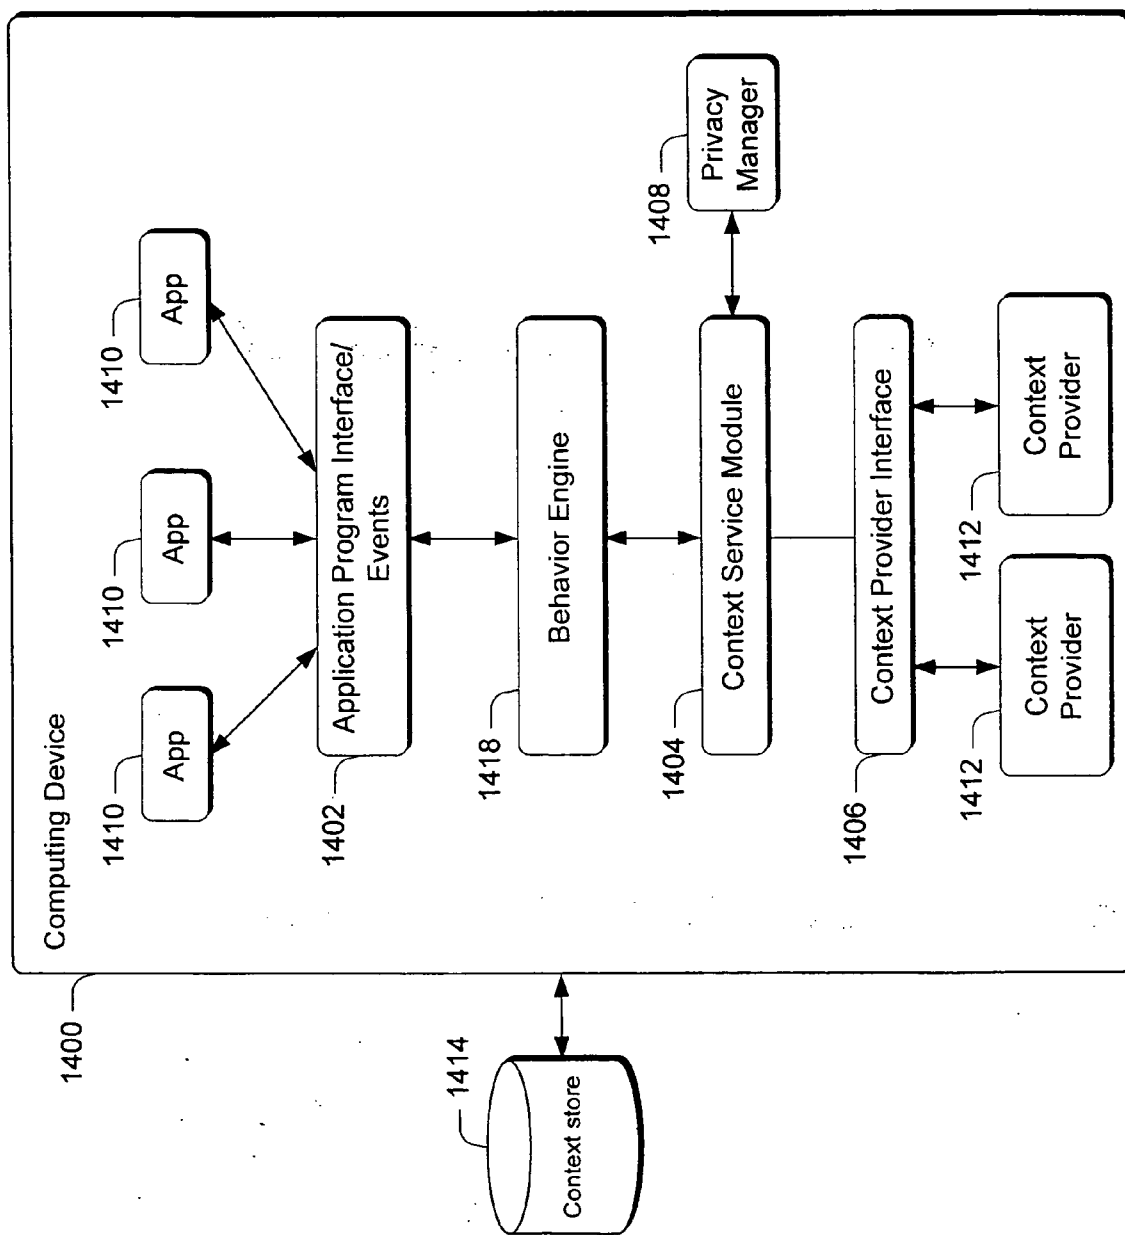 Computing Device
1400
1410
App
1410
App
1410
App
1402
Application Program Interface/
Events
1418
Behavior Engine
1404
Context Service Module
1408
Privacy
Manager
1406
Context Provider Interface
1412
Context
Provider
1412
Context
Provider
1414
Context store